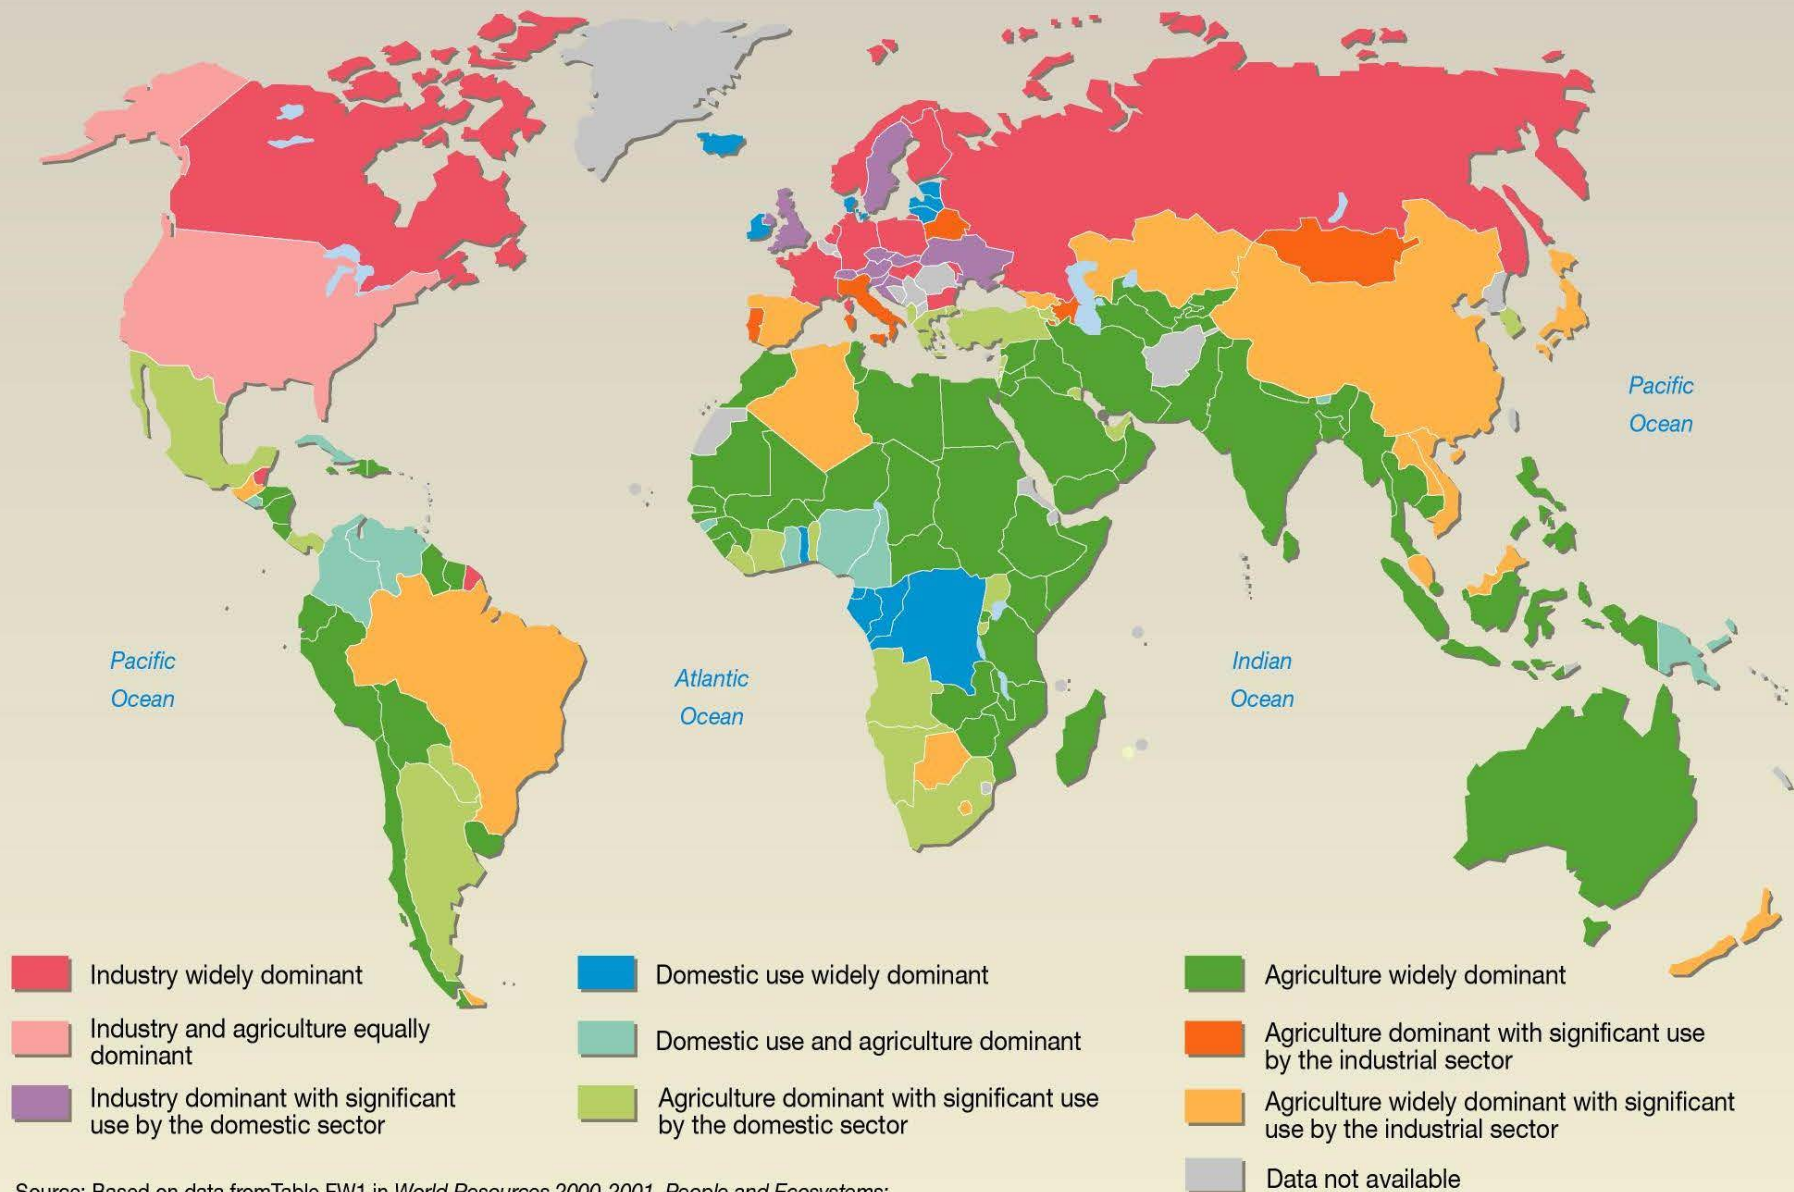 Pacific
Ocean
Pacific
Ocean
Atlantic
Ocean
Indian
Ocean
Industry widely dominant
Industry and agriculture equally
dominant
Industry dominant with significant
use by the domestic sector
Domestic use widely dominant
Domestic use and agriculture dominant
Agriculture dominant with significant use
by the domestic sector
Agriculture widely dominant
Agriculture dominant with significant use
by the industrial sector
Agriculture widely dominant with significant
use by the industrial sector
Data not available
Source: Based on data fromTable FW1 in World Resources 2000-2001, People and Ecosystems: